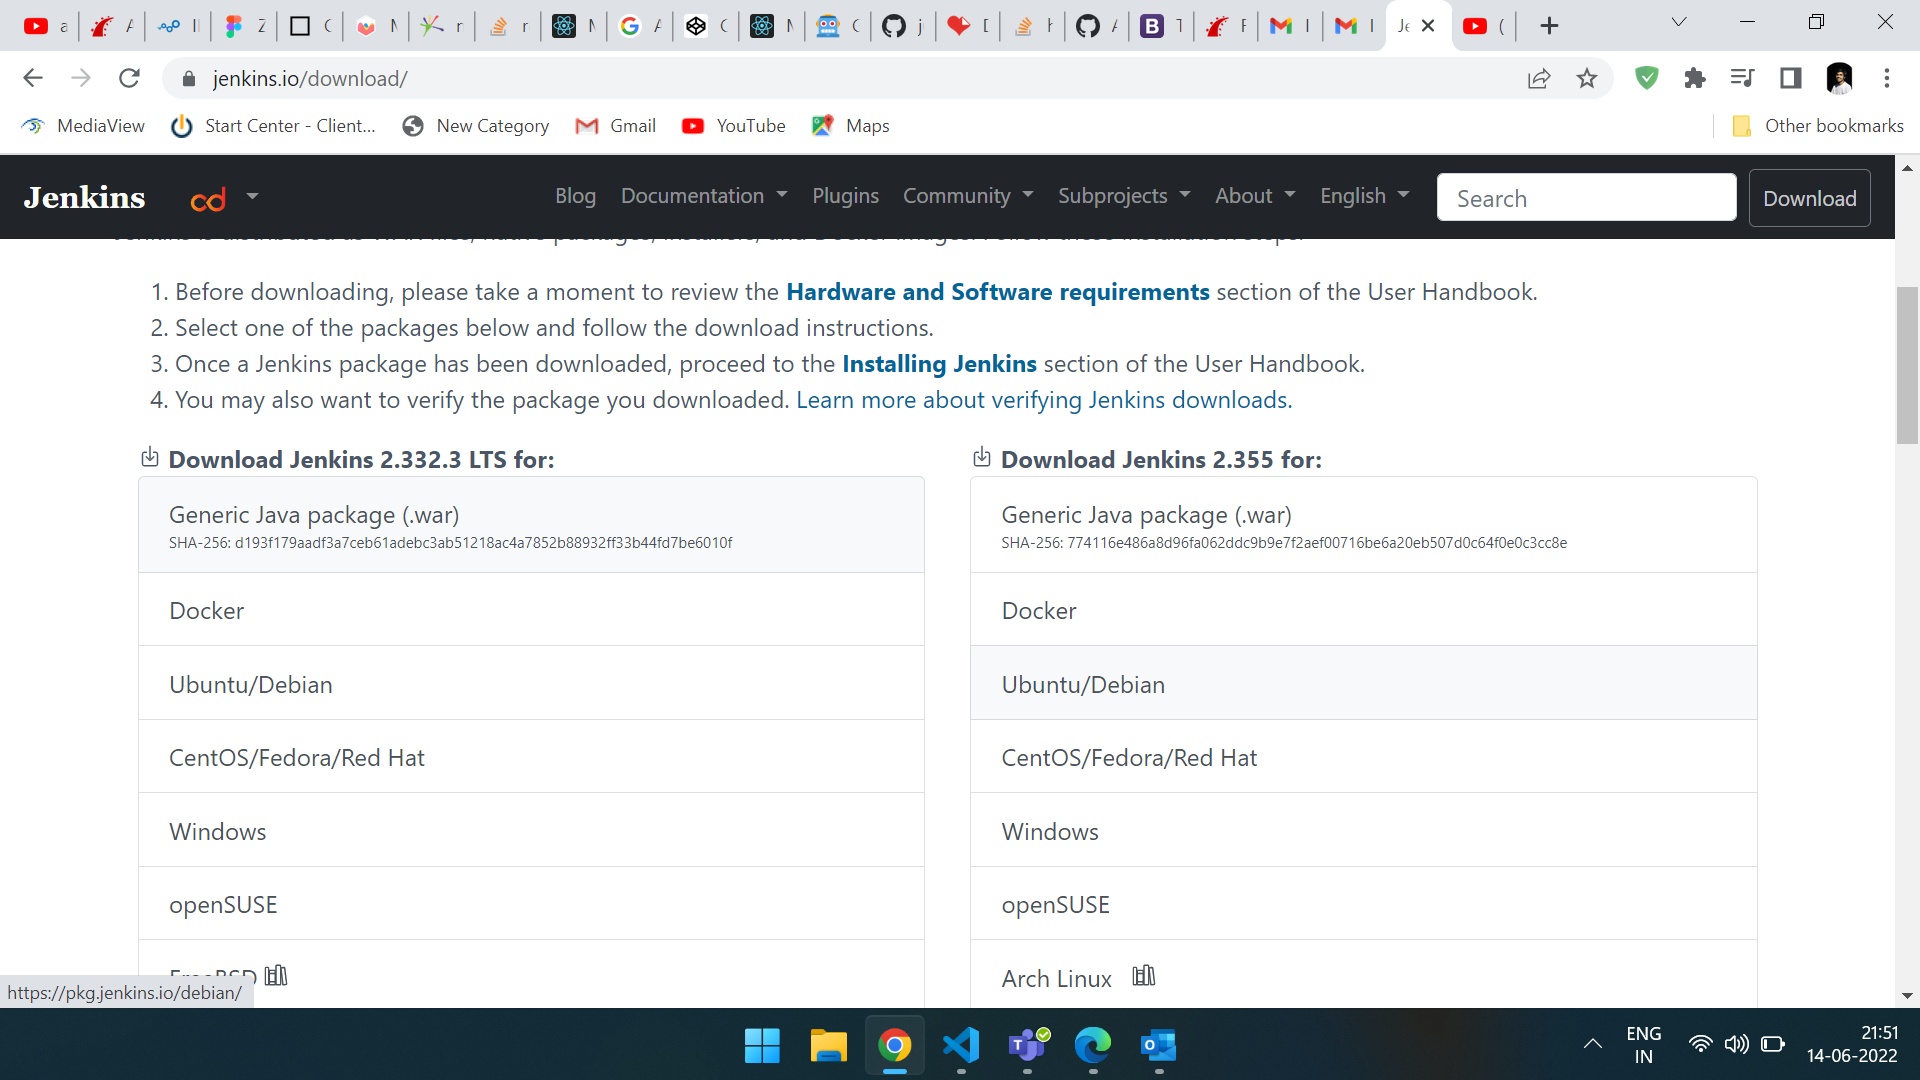 jenkins.io/download/
MediaView
Start Center - Client...
New Category
Gmail
YouTube
Maps
Other bookmarks
Jenkins
cd
Blog
Documentation
Plugins
Community
Subprojects
About
English
Search
Download
1. Before downloading, please take a moment to review the Hardware and Software requirements section of the User Handbook.
2. Select one of the packages below and follow the download instructions.
3. Once a Jenkins package has been downloaded, proceed to the Installing Jenkins section of the User Handbook.
4. You may also want to verify the package you downloaded. Learn more about verifying Jenkins downloads.
Download Jenkins 2.332.3 LTS for:
Generic Java package (.war)
SHA-256: d193f179aadf3a7ceb61adebc3ab51218ac4a7852b88932ff33b44fd7be6010f
Docker
Ubuntu/Debian
CentOS/Fedora/Red Hat
Windows
openSUSE
FreeBSD
Download Jenkins 2.355 for:
Generic Java package (.war)
SHA-256: 774116e486a8d96fa062ddc9b9e7f2aef00716be6a20eb507d0c64f0e0c3cc8e
Docker
Ubuntu/Debian
CentOS/Fedora/Red Hat
Windows
openSUSE
Arch Linux
https://pkg.jenkins.io/debian/
ENG
IN
21:51
14-06-2022